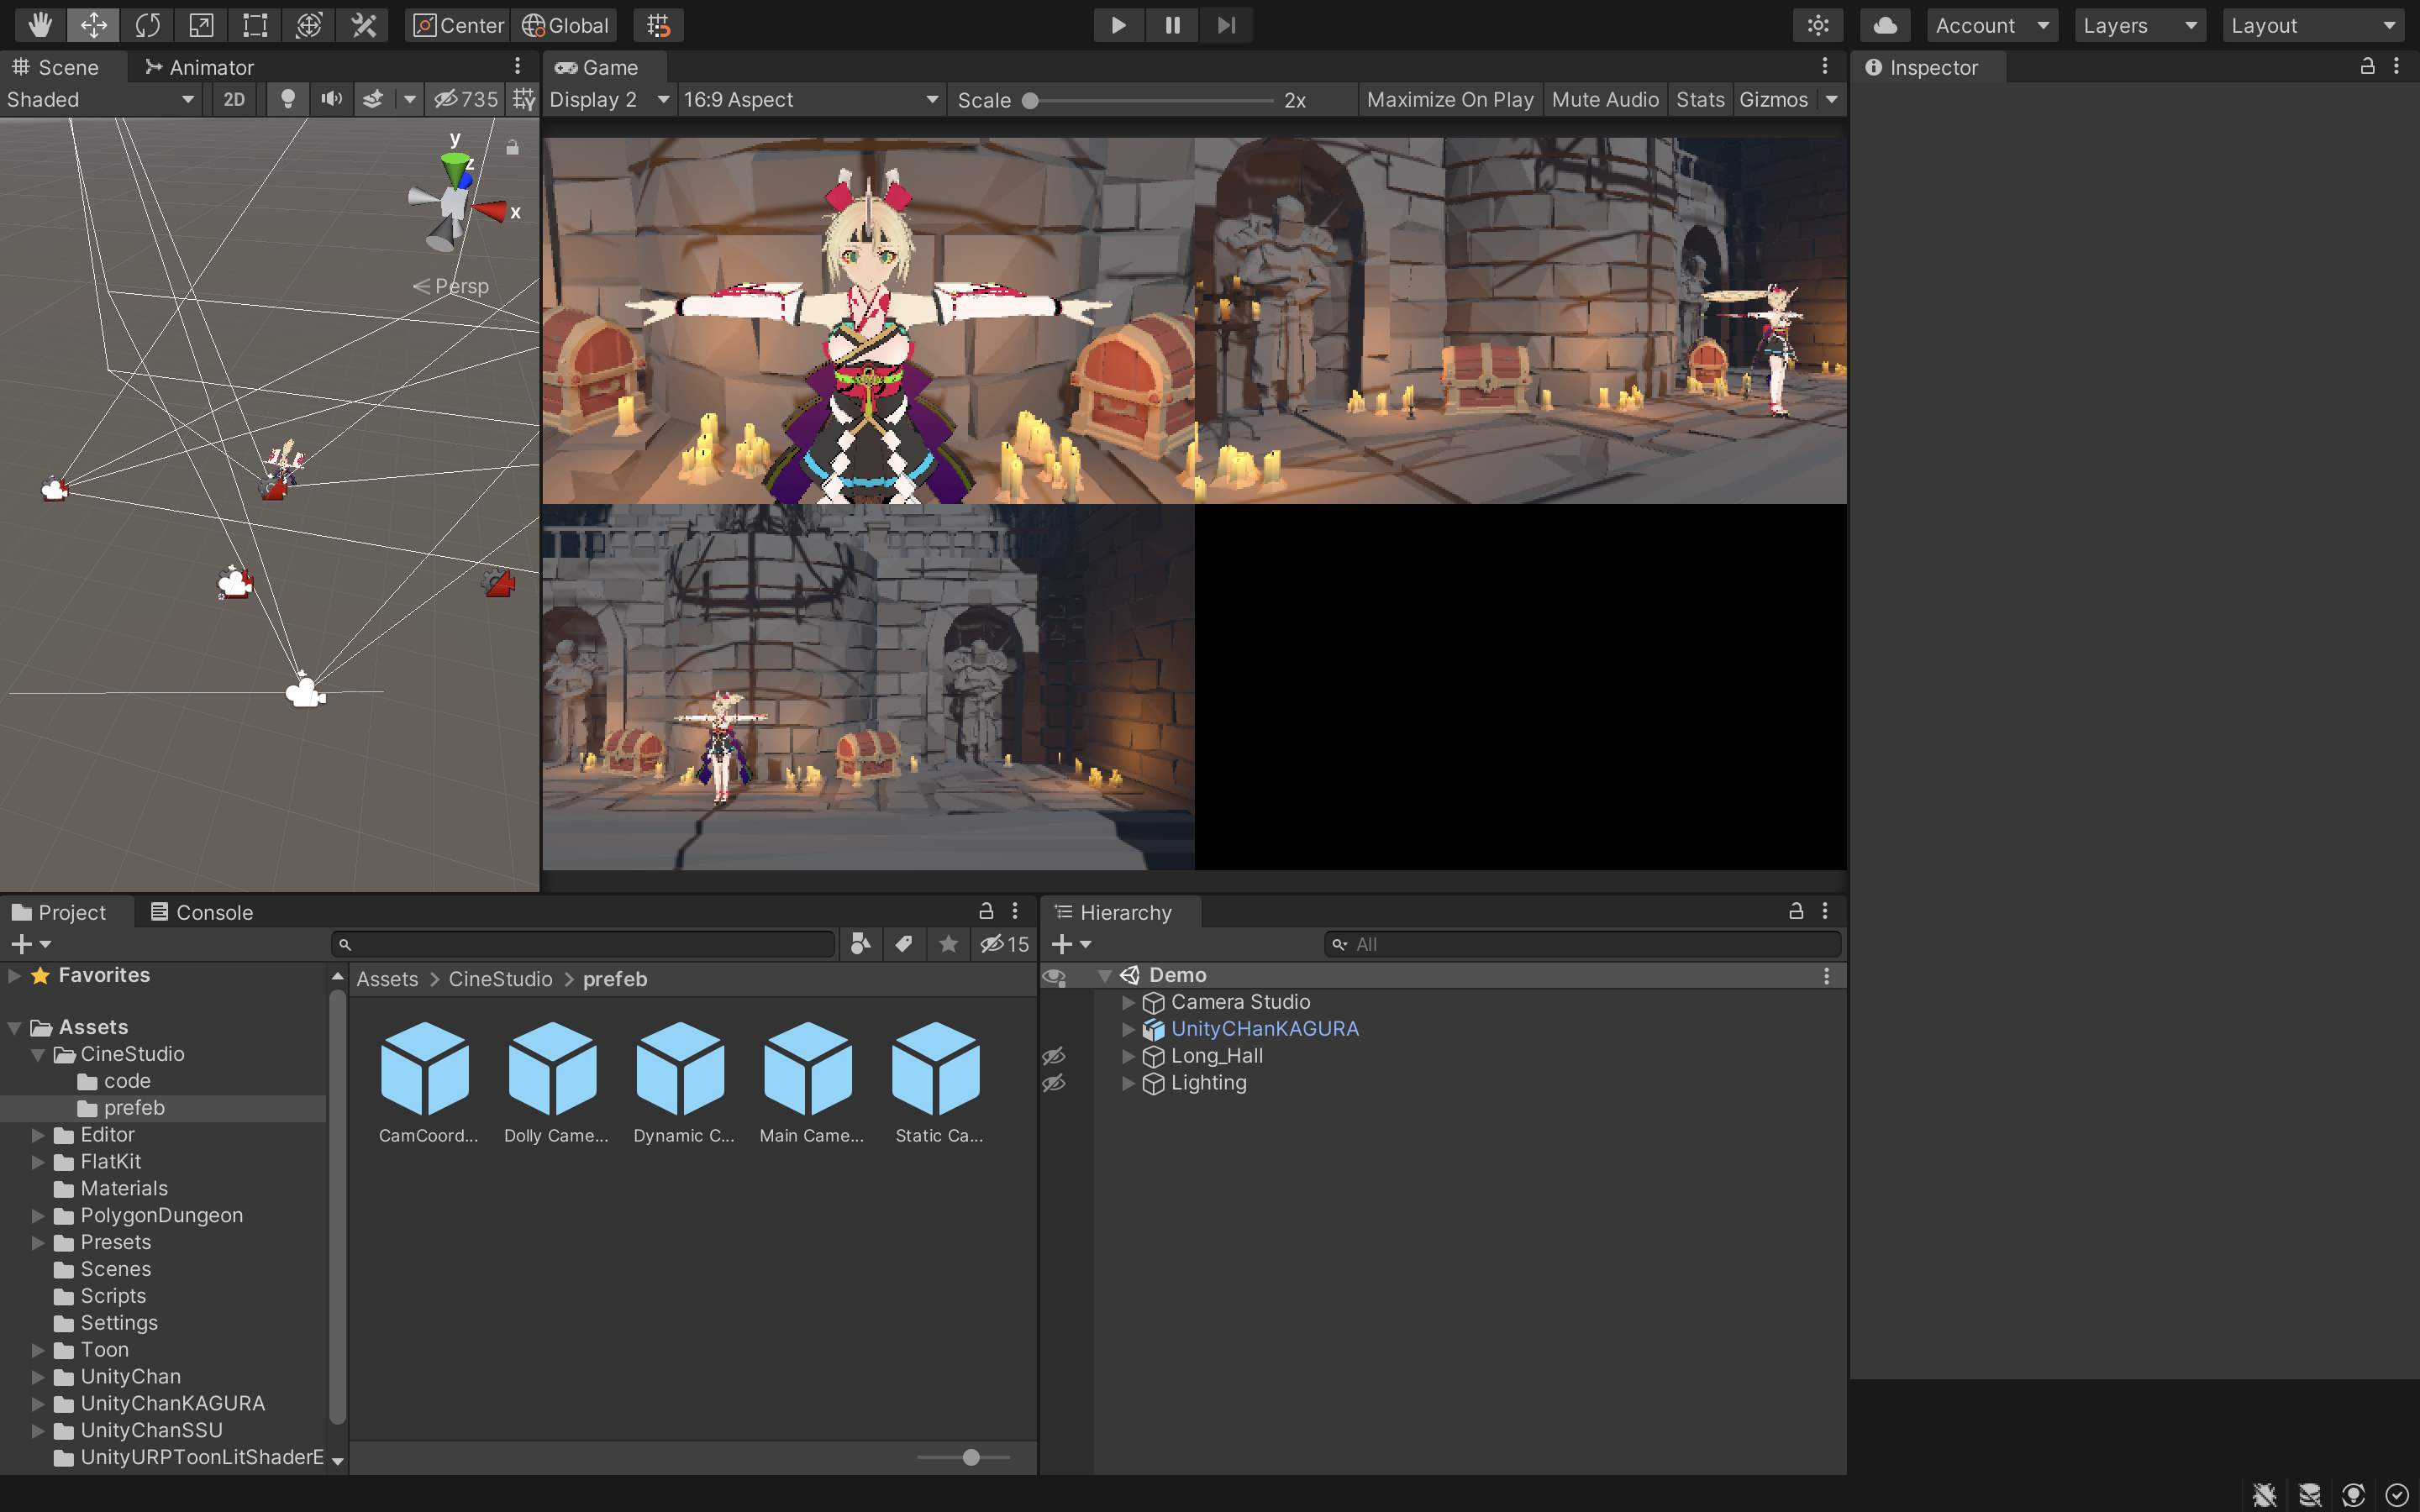 Center Global Account Layers Layout
Scene Animator
Shaded 2D 735
y
z
x
Persp
Game
Display 2 16:9 Aspect Scale 2x Maximize On Play Mute Audio Stats Gizmos
Inspector
Project Console
15
Favorites
Assets
CineStudio
code
prefeb
Editor
FlatKit
Materials
PolygonDungeon
Presets
Scenes
Scripts
Settings
Toon
UnityChan
UnityChanKAGURA
UnityChanSSU
UnityURPToonLitShaderE
Assets > CineStudio > prefeb
CamCoord... Dolly Came... Dynamic C... Main Came... Static Ca...
Hierarchy
All
Demo
Camera Studio
UnityCHanKAGURA
Long_Hall
Lighting